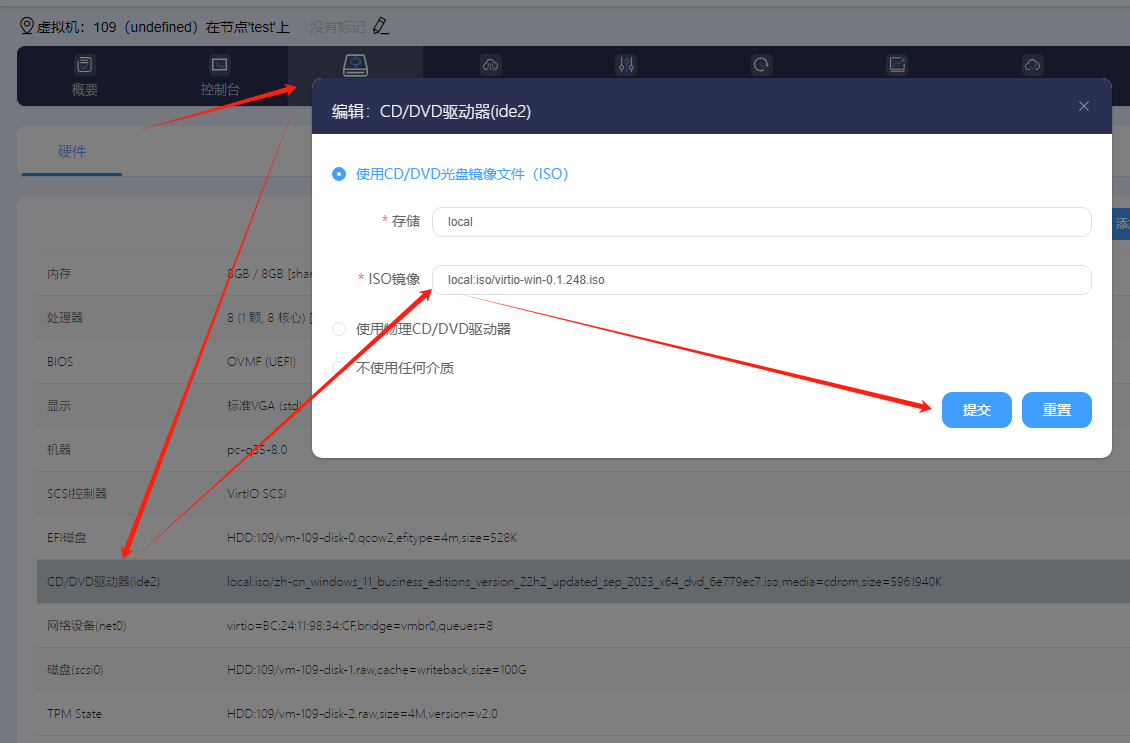 虚拟机：109（undefined）在节点'test'上 没有标记
概要 控制台
编辑：CD/DVD驱动器(ide2)
硬件
使用CD/DVD光盘镜像文件（ISO）
* 存储 local
添
* ISO镜像 local:iso/virtio-win-0.1.248.iso
使用物理CD/DVD驱动器
不使用任何介质
提交 重置
内存 8GB / 8GB [shar
处理器 8 (1 颗, 8 核心) [
BIOS OVMF (UEFI)
显示 标准VGA (std)
机器 pc-q35-8.0
SCSI控制器 VirtIO SCSI
EFI磁盘 HDD:109/vm-109-disk-0.qcow2,efitype=4m,size=528K
CD/DVD驱动器(ide2) local:iso/zh-cn_windows_11_business_editions_version_22h2_updated_sep_2023_x64_dvd_6e779ec7.iso,media=cdrom,size=5961940K
网络设备(net0) virtio=BC:24:11:98:34:CF,bridge=vmbr0,queues=8
磁盘(scsi0) HDD:109/vm-109-disk-1.raw,cache=writeback,size=100G
TPM State HDD:109/vm-109-disk-2.raw,size=4M,version=v2.0